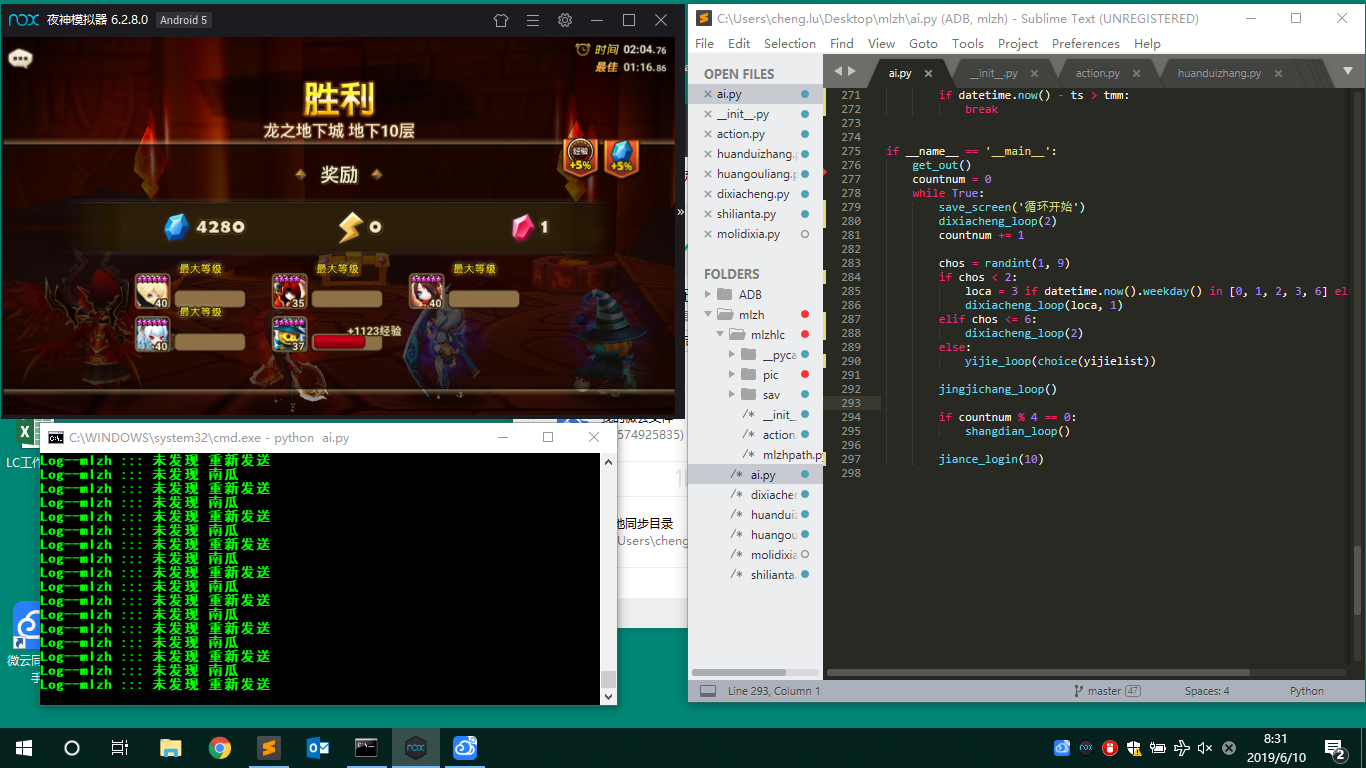 nox 夜神模拟器 6.2.8.0 Android 5
时间 02:04.76
最佳 01:16.86
胜利
龙之地下城 地下10层
经验 +5% +5%
奖励
4280 0 1
最大等级 最大等级 最大等级
40 35 40
最大等级 +1123经验
40 37
LC工作
微云同
手
(574925835)
地同步目录
Users\cheng
C:\WINDOWS\system32\cmd.exe - python ai.py
Log--mlzh ::: 未发现 重新发送
Log--mlzh ::: 未发现 南瓜
Log--mlzh ::: 未发现 重新发送
Log--mlzh ::: 未发现 南瓜
Log--mlzh ::: 未发现 重新发送
Log--mlzh ::: 未发现 南瓜
Log--mlzh ::: 未发现 重新发送
Log--mlzh ::: 未发现 南瓜
Log--mlzh ::: 未发现 重新发送
Log--mlzh ::: 未发现 南瓜
Log--mlzh ::: 未发现 重新发送
Log--mlzh ::: 未发现 南瓜
Log--mlzh ::: 未发现 重新发送
Log--mlzh ::: 未发现 南瓜
Log--mlzh ::: 未发现 重新发送
Log--mlzh ::: 未发现 南瓜
Log--mlzh ::: 未发现 重新发送
C:\Users\cheng.lu\Desktop\mlzh\ai.py (ADB, mlzh) - Sublime Text (UNREGISTERED)
File Edit Selection Find View Goto Tools Project Preferences Help
OPEN FILES
ai.py
__init__.py
action.py
huanduizhang.
huangouliang.p
dixiacheng.py
shilianta.py
molidixia.py
FOLDERS
ADB
mlzh
mlzhlc
__pyca
pic
sav
__init_
action.
mlzhpath.py
ai.py
dixiachen
huanduiz
huangou
molidixia
shilianta.
ai.py __init__.py action.py huanduizhang.py
271 if datetime.now() - ts > tmm:
272 break
273
274
275 if __name__ == '__main__':
276 get_out()
277 countnum = 0
278 while True:
279 save_screen('循环开始')
280 dixiacheng_loop(2)
281 countnum += 1
282
283 chos = randint(1, 9)
284 if chos < 2:
285 loca = 3 if datetime.now().weekday() in [0, 1, 2, 3, 6] el
286 dixiacheng_loop(loca, 1)
287 elif chos <= 6:
288 dixiacheng_loop(2)
289 else:
290 yijie_loop(choice(yijielist))
291
292 jingjichang_loop()
293
294 if countnum % 4 == 0:
295 shangdian_loop()
296
297 jiance_login(10)
298
Line 293, Column 1 master 47 Spaces: 4 Python
8:31
2019/6/10
2